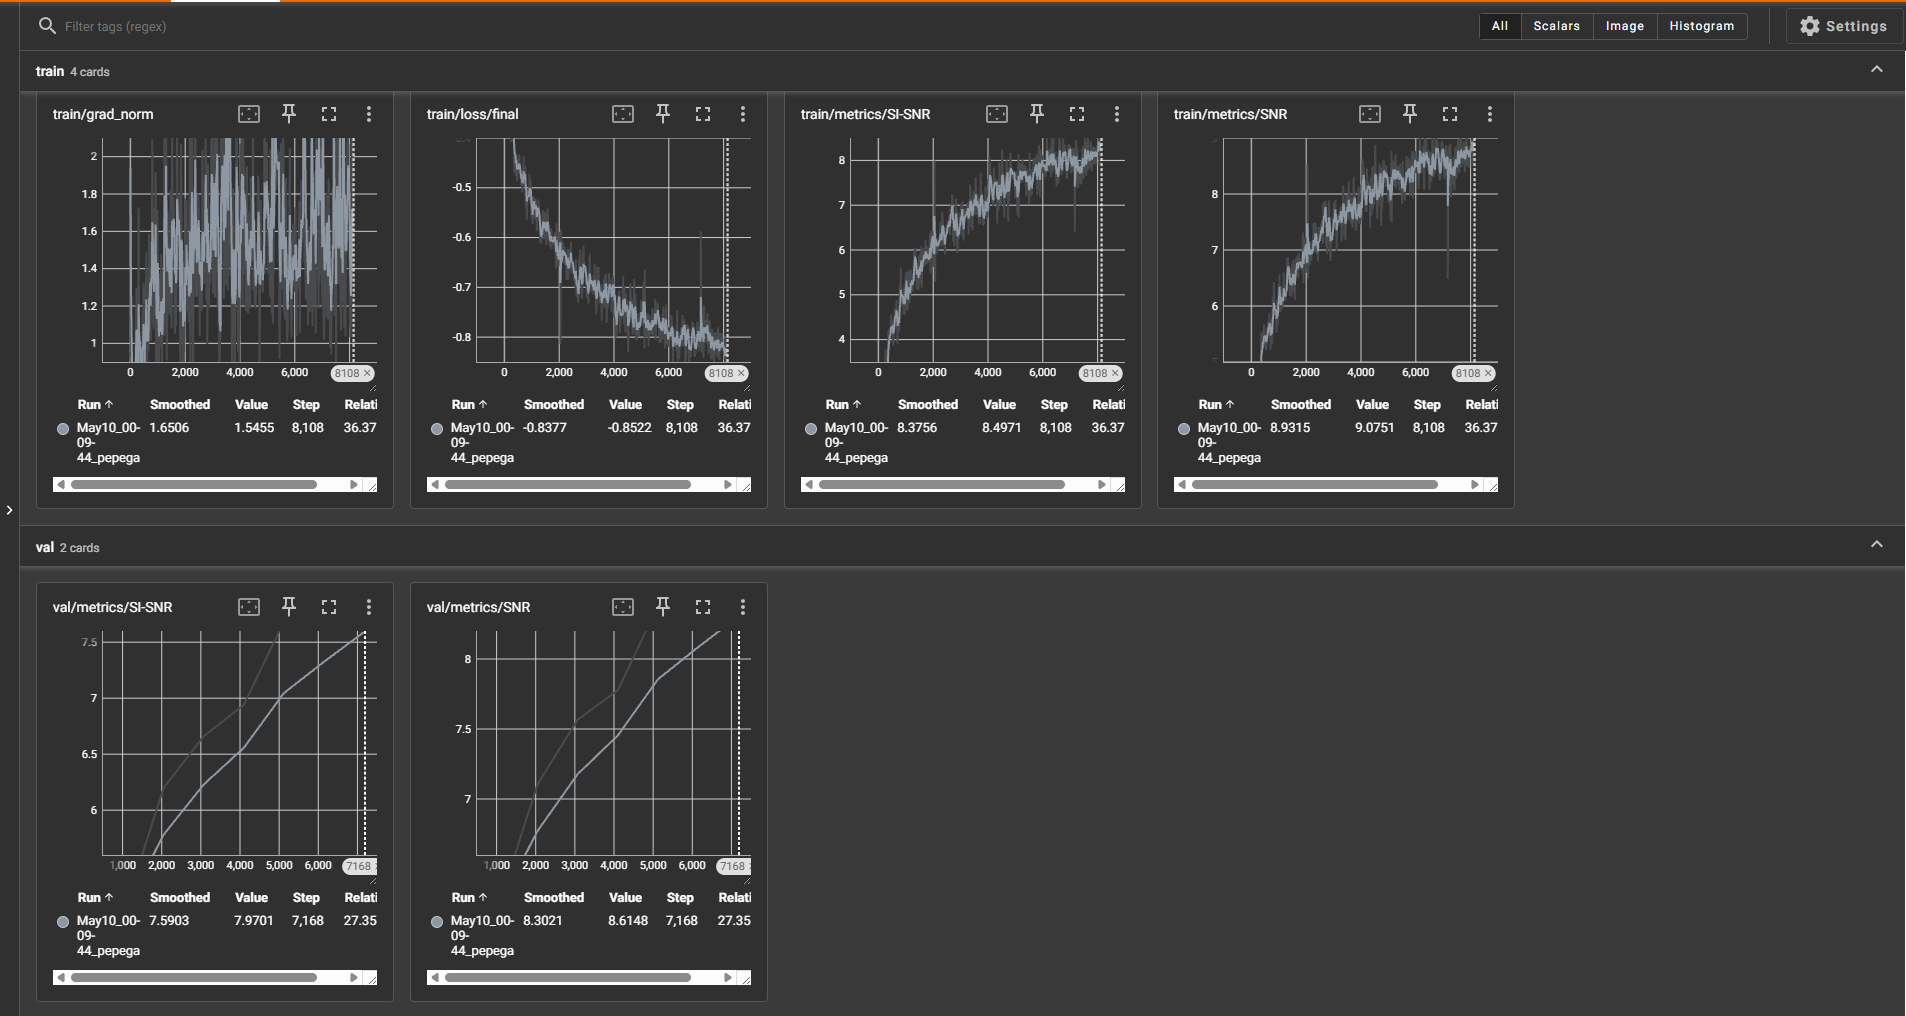 Filter tags (regex)
All Scalars Image Histogram Settings
train 4 cards
train/grad_norm
2
1.8
1.6
1.4
1.2
1
0 2,000 4,000 6,000 8108 ×
Run ↑ Smoothed Value Step Relati
May10_00- 1.6506 1.5455 8,108 36.37
09-
44_pepega
train/loss/final
-0.5
-0.6
-0.7
-0.8
0 2,000 4,000 6,000 8108 ×
Run ↑ Smoothed Value Step Relati
May10_00- -0.8377 -0.8522 8,108 36.37
09-
44_pepega
train/metrics/SI-SNR
8
7
6
5
4
0 2,000 4,000 6,000 8108 ×
Run ↑ Smoothed Value Step Relati
May10_00- 8.3756 8.4971 8,108 36.37
09-
44_pepega
train/metrics/SNR
8
7
6
0 2,000 4,000 6,000 8108 ×
Run ↑ Smoothed Value Step Relati
May10_00- 8.9315 9.0751 8,108 36.37
09-
44_pepega
val 2 cards
val/metrics/SI-SNR
7.5
7
6.5
6
1,000 2,000 3,000 4,000 5,000 6,000 7168
Run ↑ Smoothed Value Step Relati
May10_00- 7.5903 7.9701 7,168 27.35
09-
44_pepega
val/metrics/SNR
8
7.5
7
1,000 2,000 3,000 4,000 5,000 6,000 7168
Run ↑ Smoothed Value Step Relati
May10_00- 8.3021 8.6148 7,168 27.35
09-
44_pepega